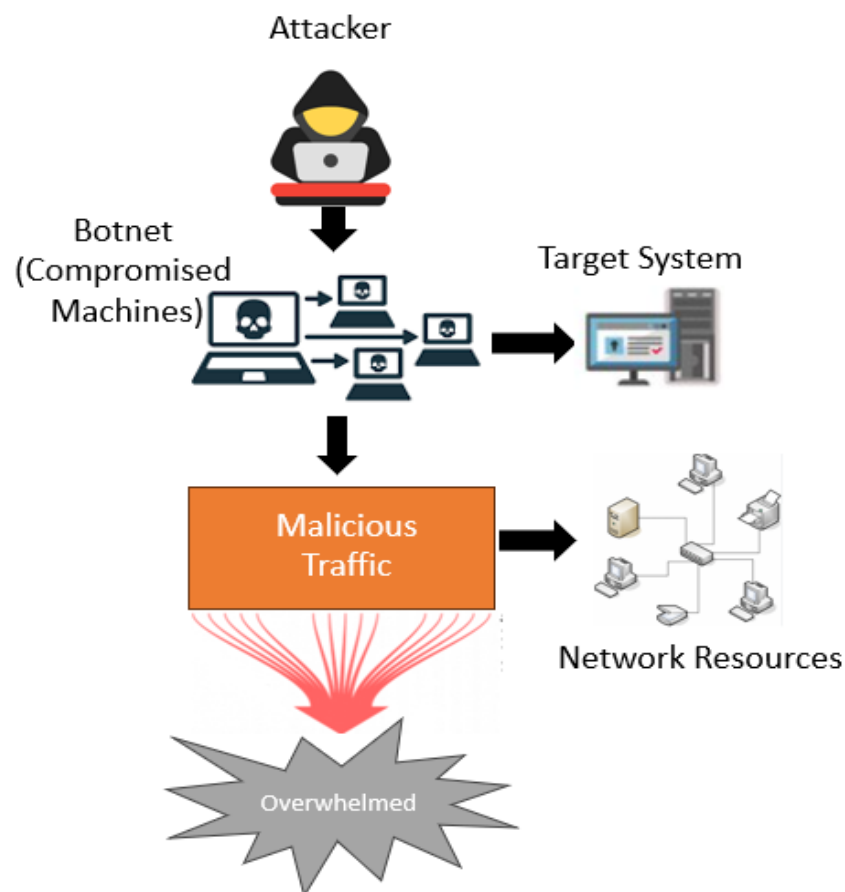 Attacker
Botnet
(Compromised
Machines)
Target System
Malicious
Traffic
Network Resources
Overwhelmed